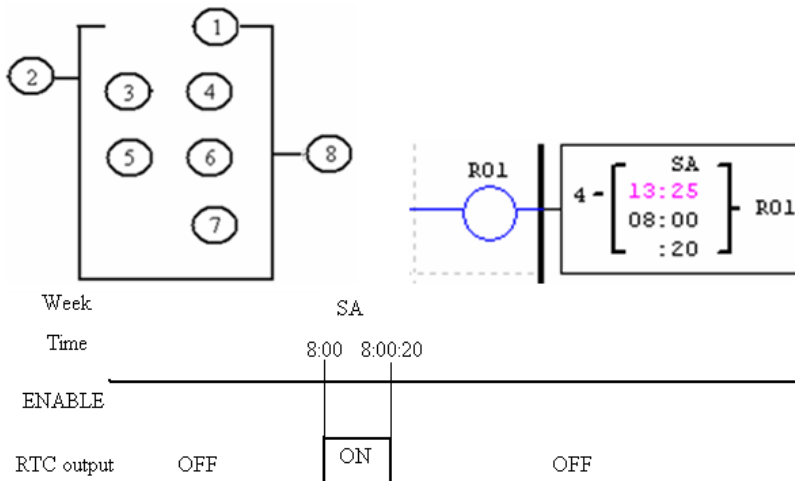 1
2
3 4
5 6
8
7
R01
SA
4 - 13:25 R01
08:00
:20
Week SA
Time 8:00 8:00:20
ENABLE
RTC output OFF ON OFF